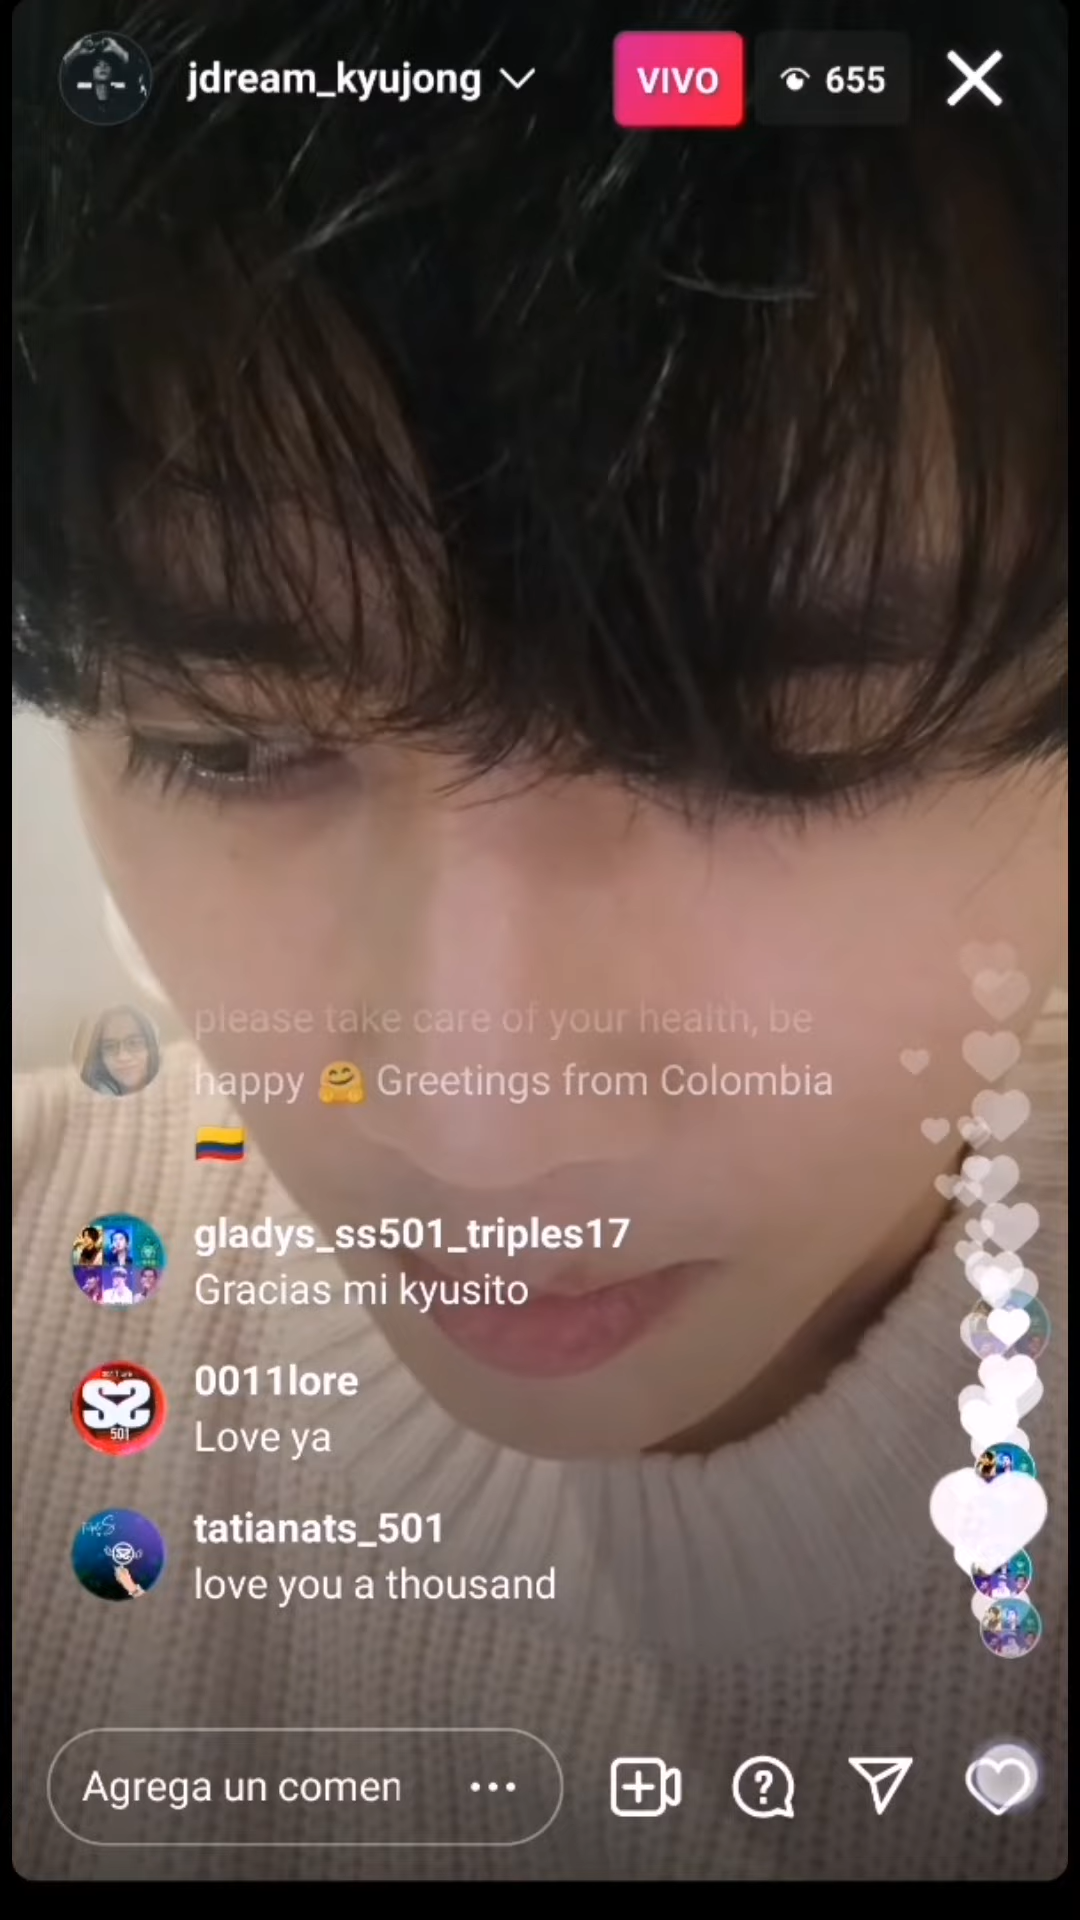 jdream_kyujong
VIVO
655
please take care of your health, be
happy 🤗 Greetings from Colombia
🇨🇴
gladys_ss501_triples17
Gracias mi kyusito
0011lore
Love ya
501
tatianats_501
love you a thousand
Agrega un comen